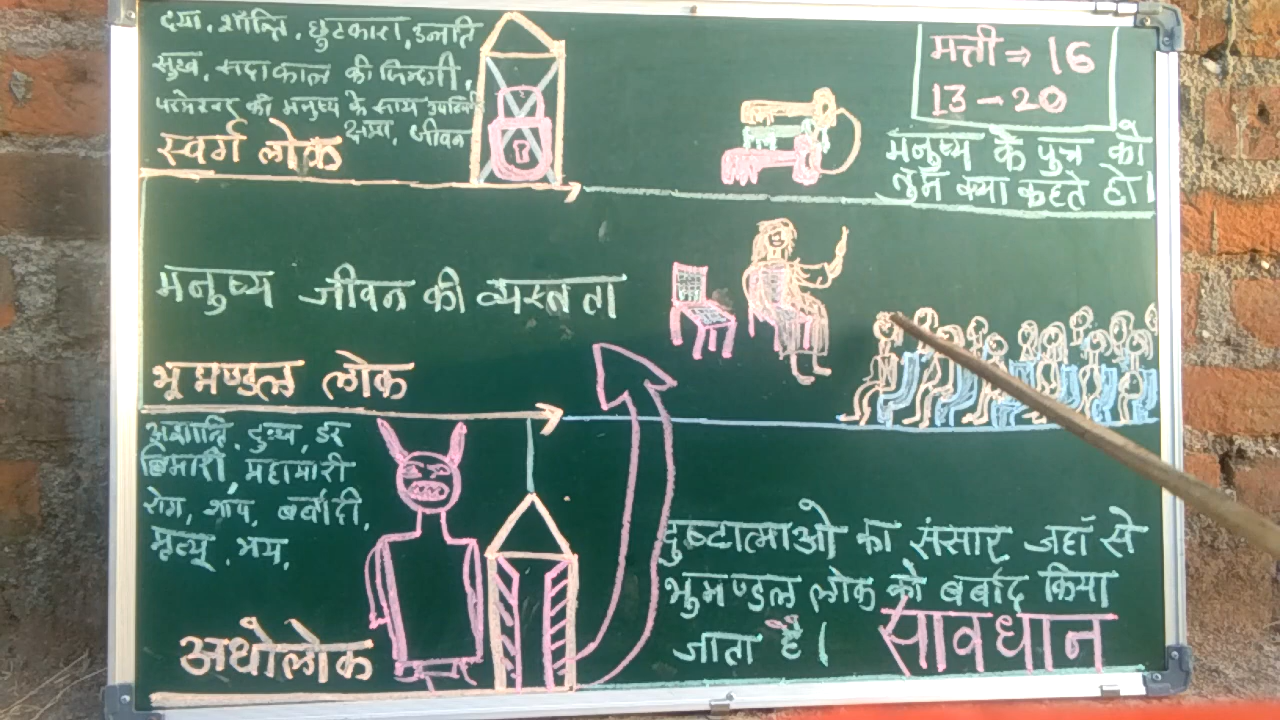 दया, शान्ति, छुटकारा, उन्नति
सुख, सदाकाल की जिन्दगी,
परमेश्वर की मनुष्य के साथ
क्षमा, जीवन
स्वर्ग लोक
मत्ती ⇒ 16
13 - 20
मनुष्य के पुत्र को
तुम क्या कहते हो।
मनुष्य जीवन की व्यस्तता
भूमण्डल लोक
अशान्ति, दुःख, डर
बिमारी, महामारी
रोग, शाप, बर्बादी,
मृत्यू, भय,
अधोलोक
दुष्टात्माओ का संसार जहाँ से
भुमण्डल लोक को बर्बाद किया
जाता है।
सावधान